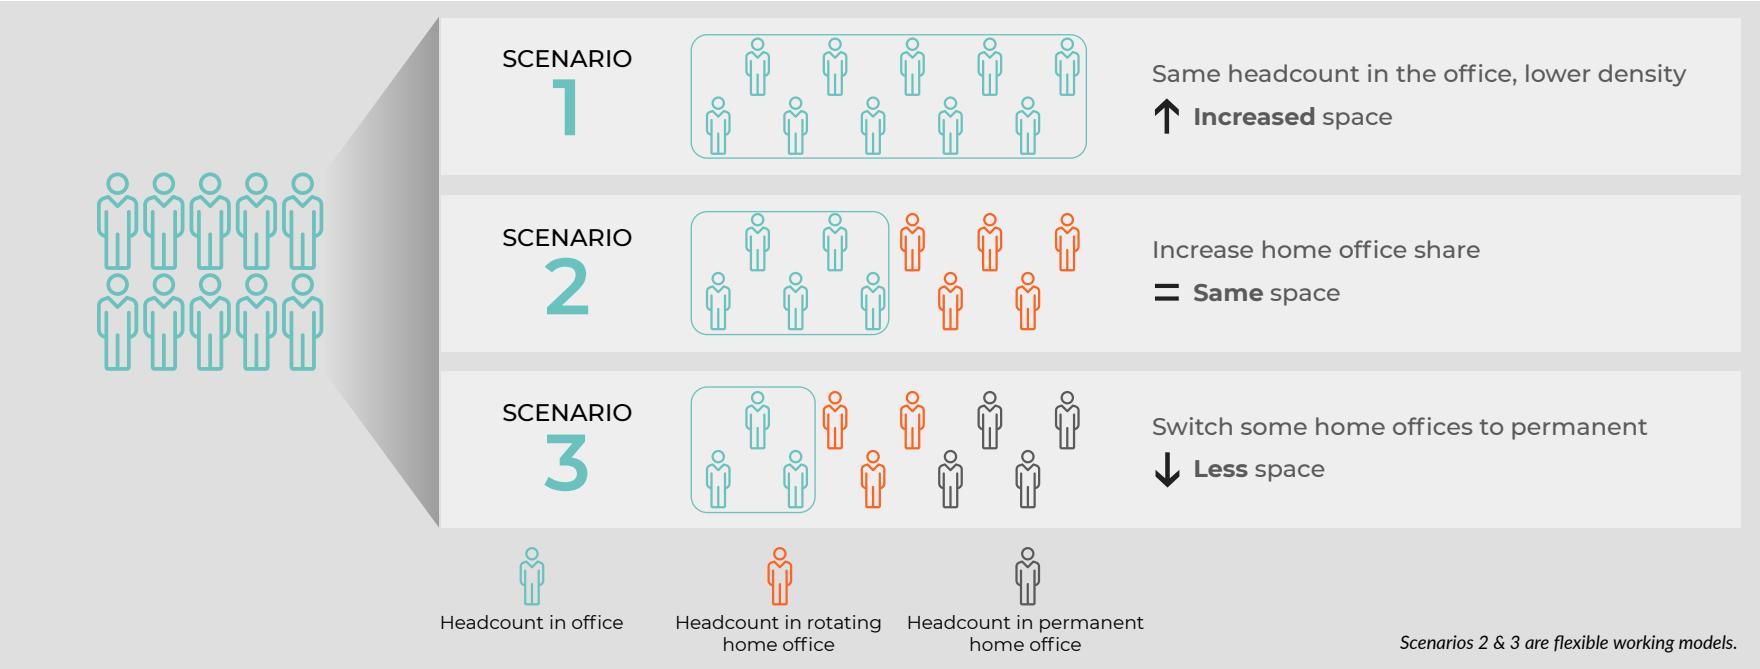 SCENARIO
1
Same headcount in the office, lower density
Increased space
SCENARIO
2
Increase home office share
= Same space
SCENARIO
3
Switch some home offices to permanent
Less space
Headcount in office
Headcount in rotating
home office
Headcount in permanent
home office
Scenarios 2 & 3 are flexible working models.